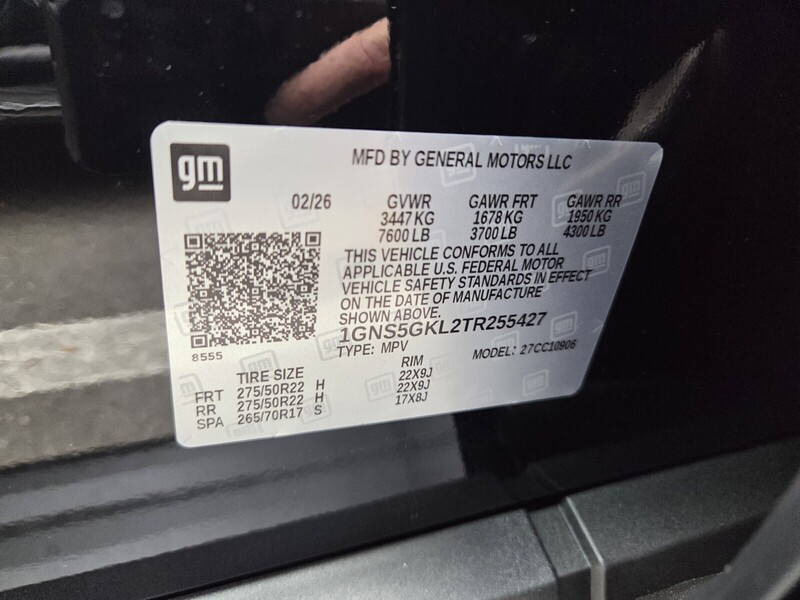 gm
MFD BY GENERAL MOTORS LLC
02/26 GVWR GAWR FRT GAWR RR
3447 KG 1678 KG 1950 KG
7600 LB 3700 LB 4300 LB
THIS VEHICLE CONFORMS TO ALL
APPLICABLE U.S. FEDERAL MOTOR
VEHICLE SAFETY STANDARDS IN EFFECT
ON THE DATE OF MANUFACTURE
SHOWN ABOVE.
1GNS5GKL2TR255427
8555 TYPE: MPV MODEL: 27CC10906
TIRE SIZE RIM
FRT 275/50R22 H 22X9J
RR 275/50R22 H 22X9J
SPA 265/70R17 S 17X8J